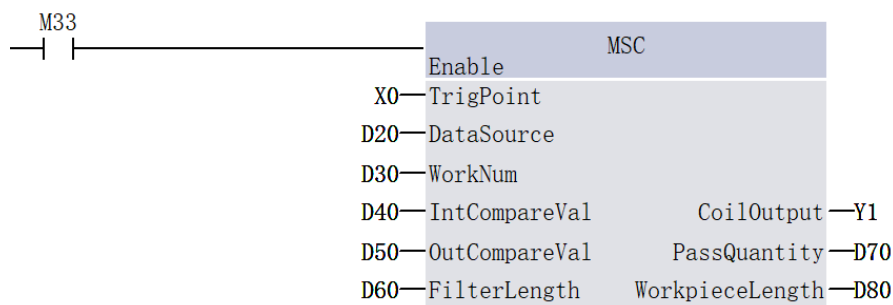 M33
MSC
Enable
X0 TrigPoint
D20 DataSource
D30 WorkNum
D40 IntCompareVal CoilOutput Y1
D50 OutCompareVal PassQuantity D70
D60 FilterLength WorkpieceLength D80